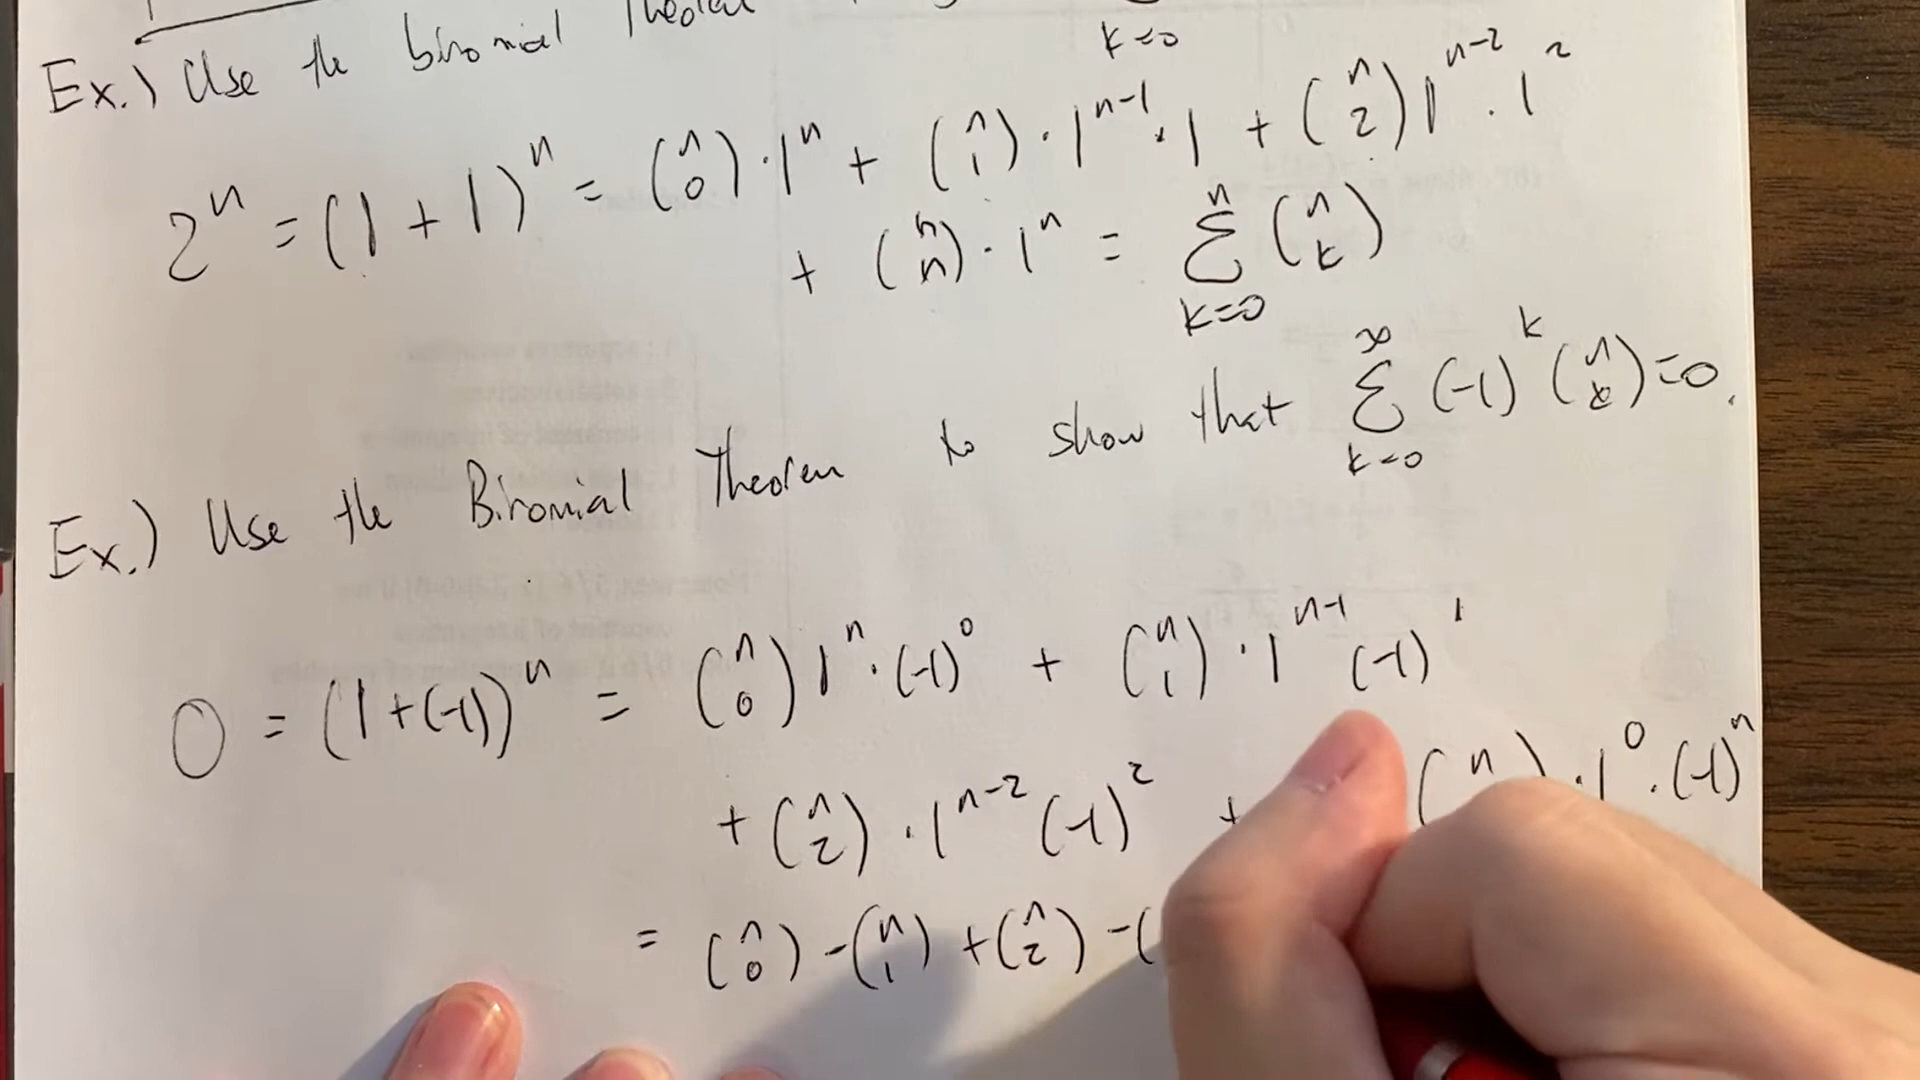 Ex.) Use the binomial Theorem
k=0
2^n = (1+1)^n = (n 0)·1^n + (n 1)·1^{n-1}·1 + (n 2)1^{n-2}·1^2
+ (n n)·1^n = Σ_{k=0}^{n} (n k)
Ex.) Use the Binomial Theorem to show that Σ_{k=0}^{∞} (-1)^k (n k) = 0.
0 = (1+(-1))^n = (n 0)1^n·(-1)^0 + (n 1)·1^{n-1} (-1)^1
+ (n 2)·1^{n-2} (-1)^2 + (n ·1^0·(-1)^n
= (n 0) - (n 1) + (n 2) - (